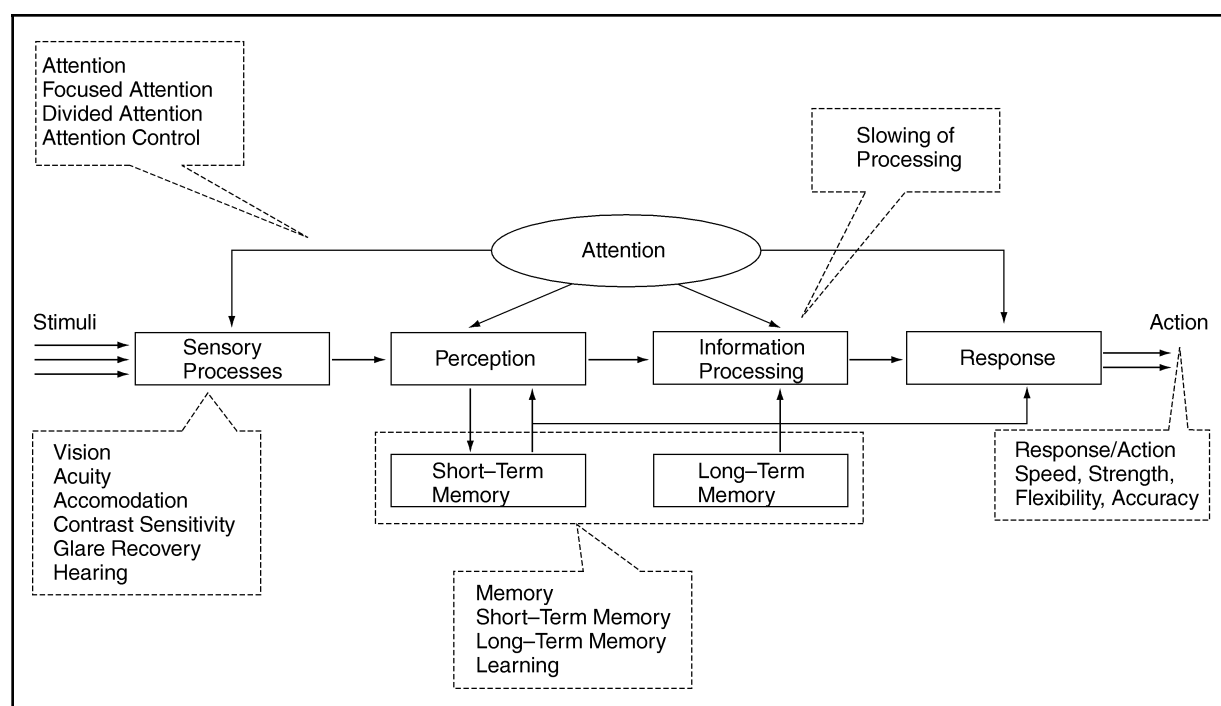 Attention
Focused Attention
Divided Attention
Attention Control
Slowing of
Processing
Attention
Stimuli
Sensory
Processes
Perception
Information
Processing
Response
Action
Short–Term
Memory
Long–Term
Memory
Vision
Acuity
Accomodation
Contrast Sensitivity
Glare Recovery
Hearing
Response/Action
Speed, Strength,
Flexibility, Accuracy
Memory
Short–Term Memory
Long–Term Memory
Learning